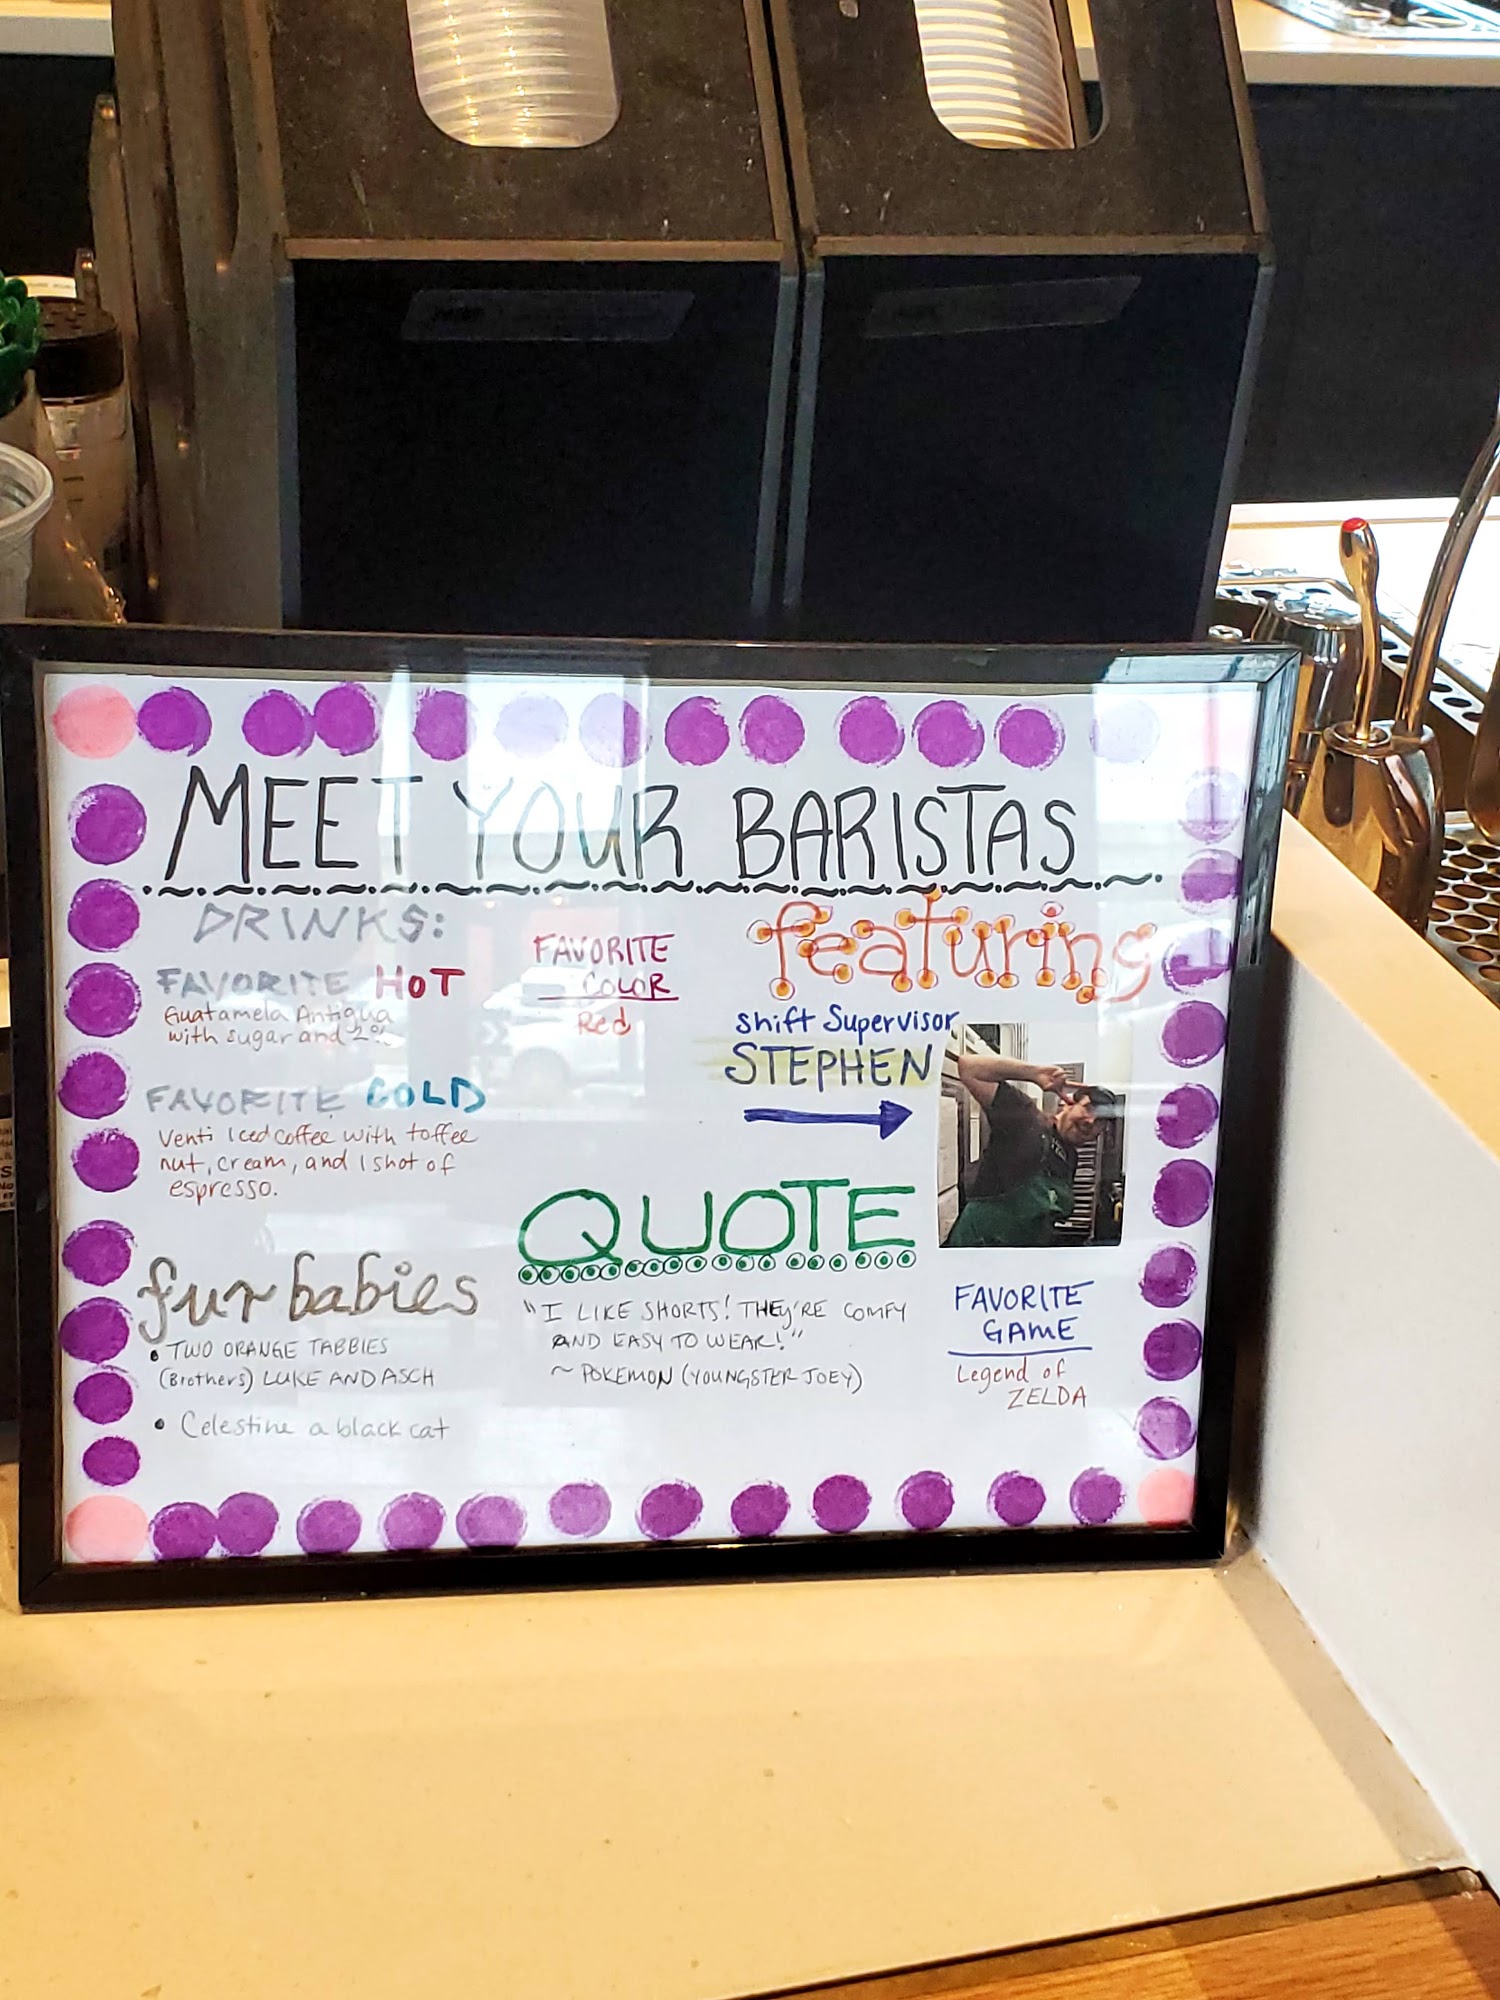 MEET YOUR BARISTAS
DRINKS:
FAVORITE HOT
Guatamela Antigua
with sugar and 2%
FAVORITE COLD
Venti Iced coffee with toffee
nut, cream, and 1 shot of
espresso.
fur babies
• TWO ORANGE TABBIES
(Brothers) LUKE AND ASCH
• Celestine a black cat
FAVORITE
COLOR
Red
featuring
Shift Supervisor
STEPHEN
QUOTE
"I LIKE SHORTS! THEY'RE COMFY
AND EASY TO WEAR!"
~ POKEMON (YOUNGSTER JOEY)
FAVORITE
GAME
Legend of
ZELDA